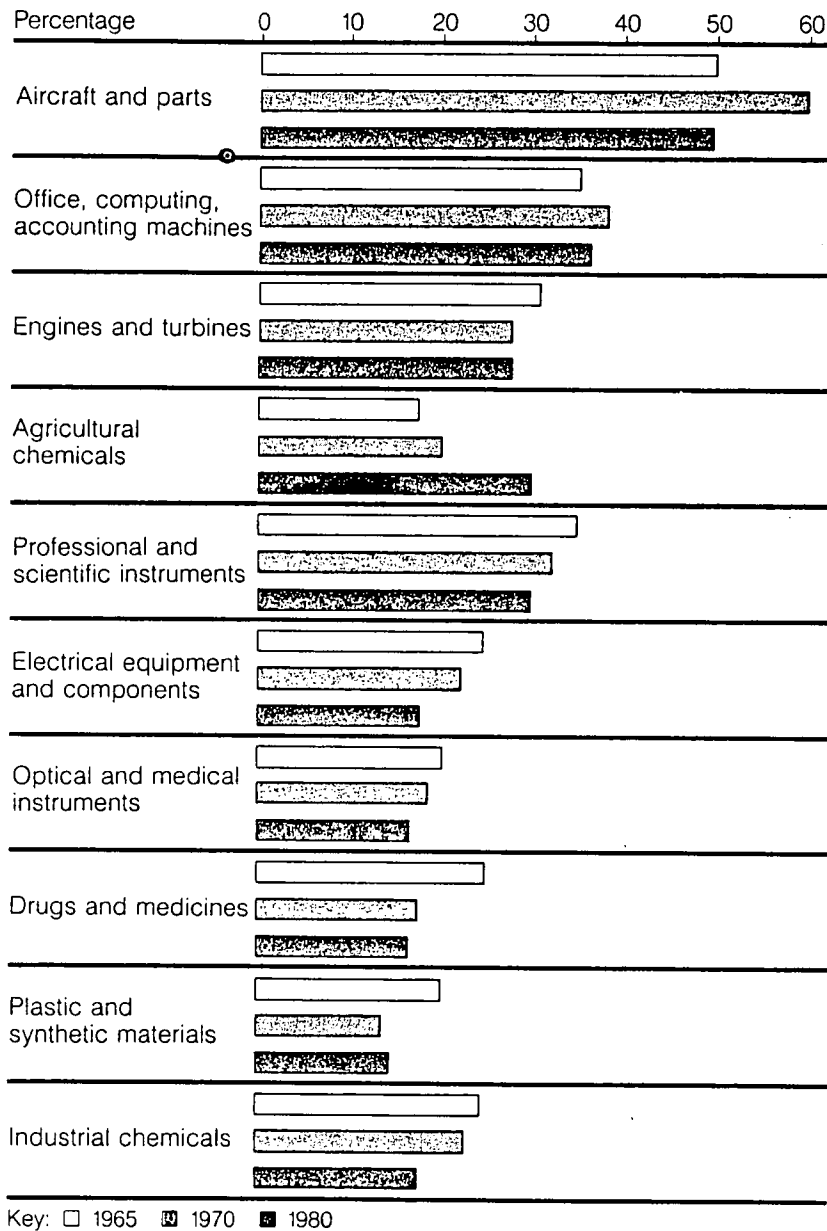 Percentage 0 10 20 30 40 50 60
Aircraft and parts
Office, computing,
accounting machines
Engines and turbines
Agricultural
chemicals
Professional and
scientific instruments
Electrical equipment
and components
Optical and medical
instruments
Drugs and medicines
Plastic and
synthetic materials
Industrial chemicals
Key: 1965 1970 1980